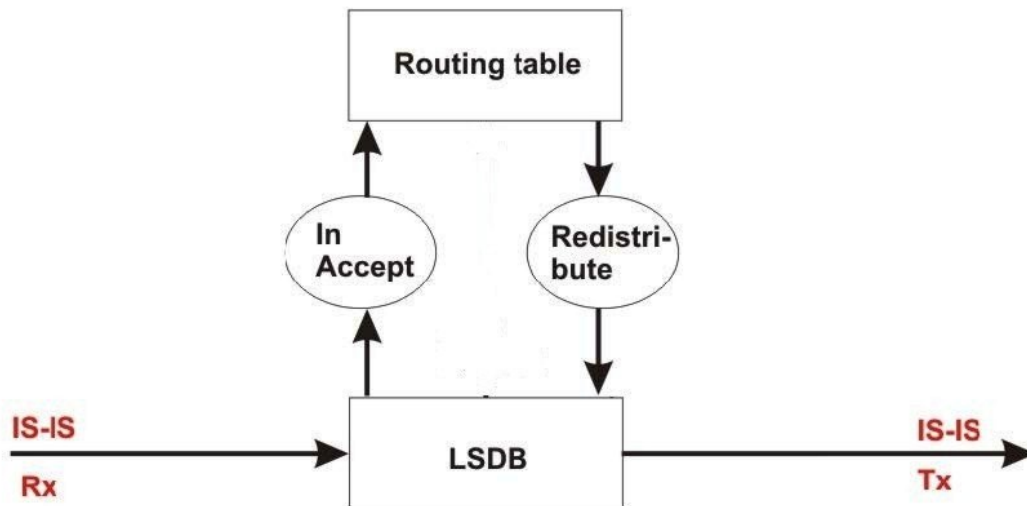 Routing table
In
Accept
Redistri-
bute
IS-IS
Rx
LSDB
IS-IS
Tx